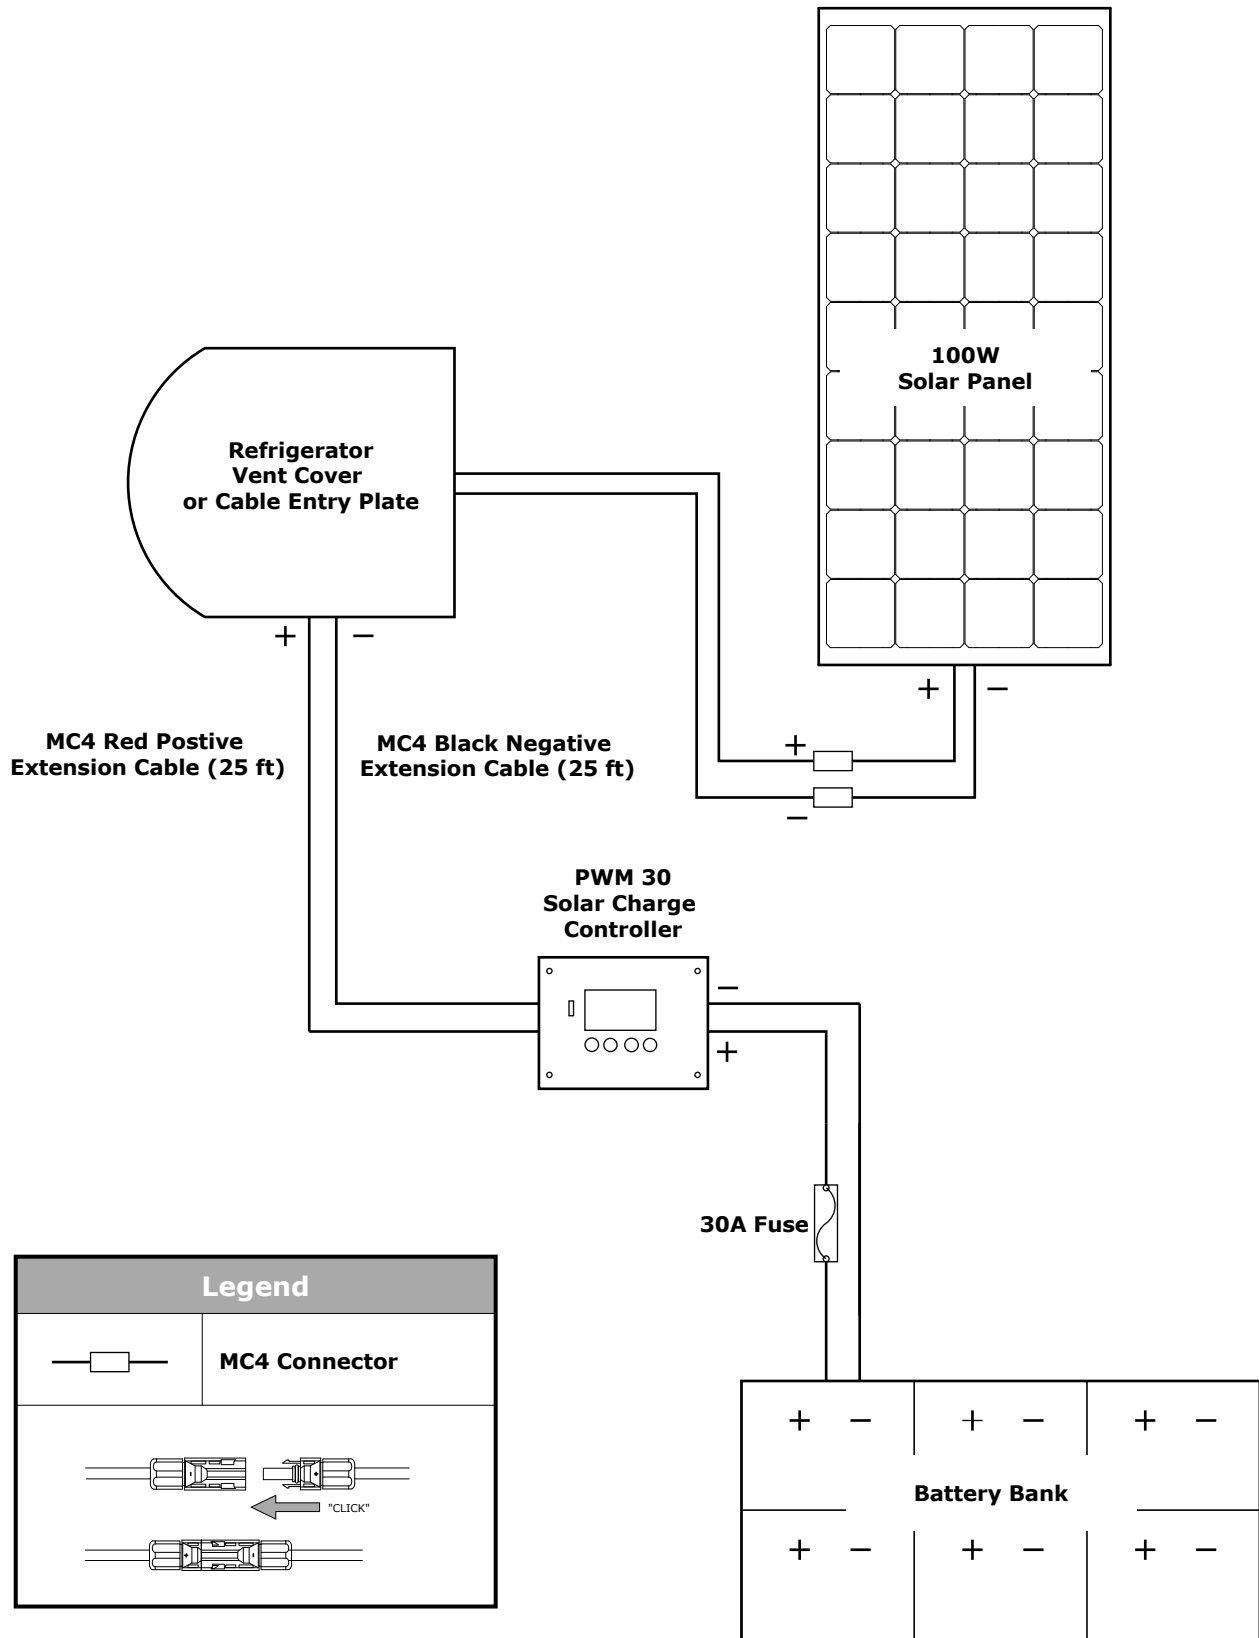 100W
Solar Panel
Refrigerator
Vent Cover
or Cable Entry Plate
+ −
+ −
MC4 Red Postive
Extension Cable (25 ft)
MC4 Black Negative
Extension Cable (25 ft)
+
−
PWM 30
Solar Charge
Controller
−
+
30A Fuse
Legend
MC4 Connector
"CLICK"
+ − + − + −
Battery Bank
+ − + − + −